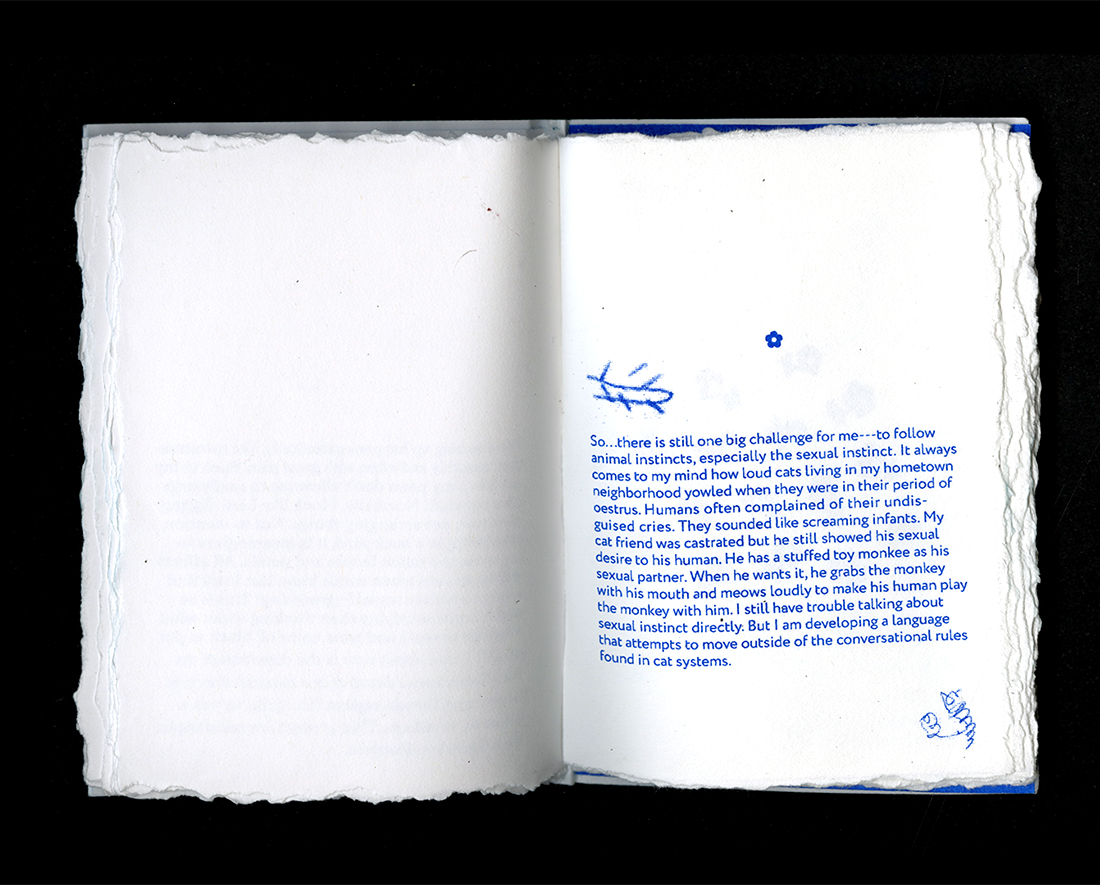 So...there is still one big challenge for me---to follow
animal instincts, especially the sexual instinct. It always
comes to my mind how loud cats living in my hometown
neighborhood yowled when they were in their period of
oestrus. Humans often complained of their undis-
guised cries. They sounded like screaming infants. My
cat friend was castrated but he still showed his sexual
desire to his human. He has a stuffed toy monkee as his
sexual partner. When he wants it, he grabs the monkey
with his mouth and meows loudly to make his human play
the monkey with him. I still have trouble talking about
sexual instinct directly. But I am developing a language
that attempts to move outside of the conversational rules
found in cat systems.